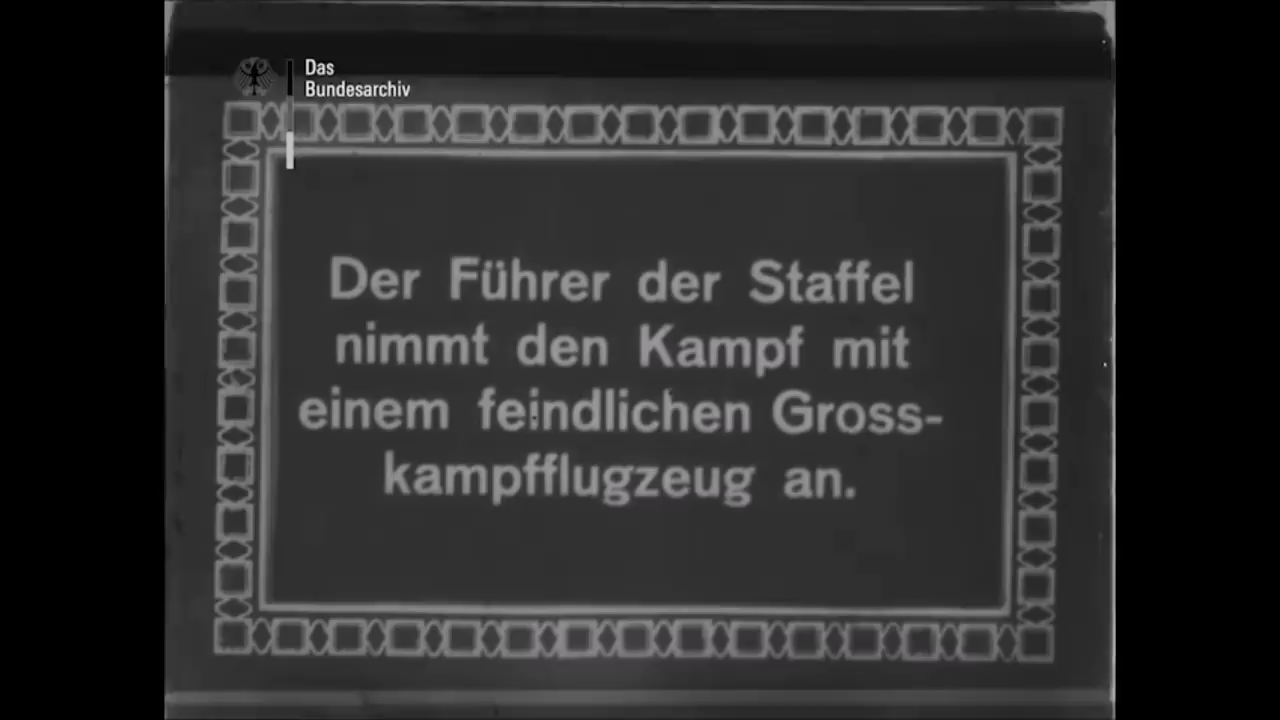 Das
Bundesarchiv
Der Führer der Staffel
nimmt den Kampf mit
einem feindlichen Gross-
kampfflugzeug an.